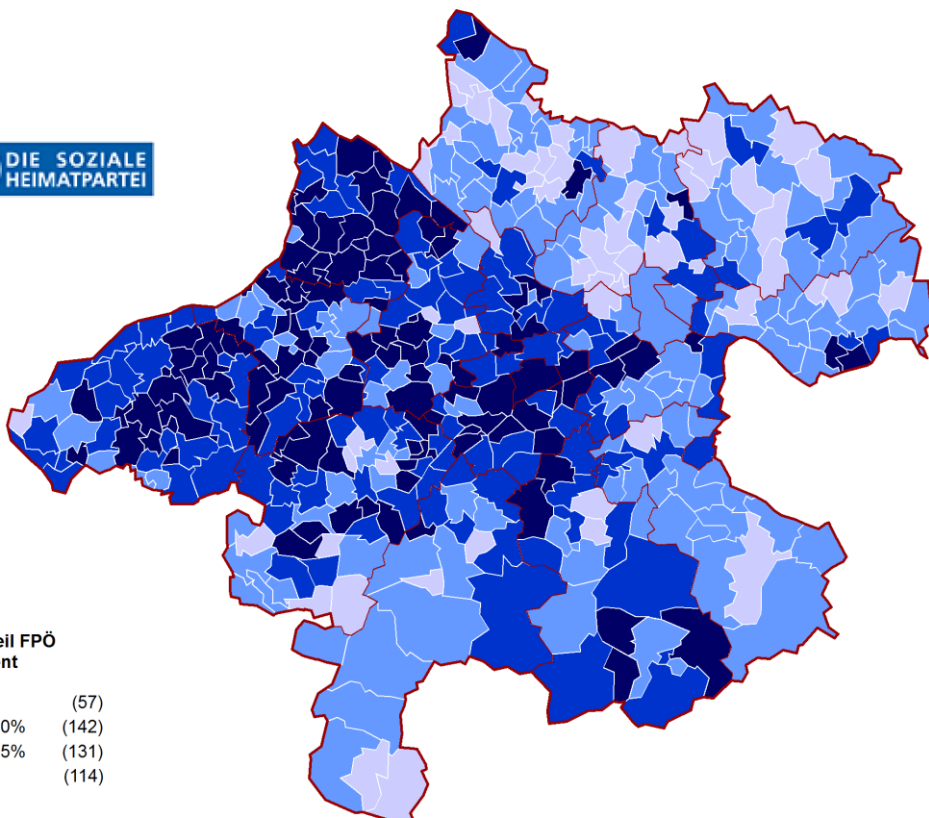 DIE SOZIALE
HEIMATPARTEI
eil FPÖ
nt
(57)
0% (142)
5% (131)
(114)